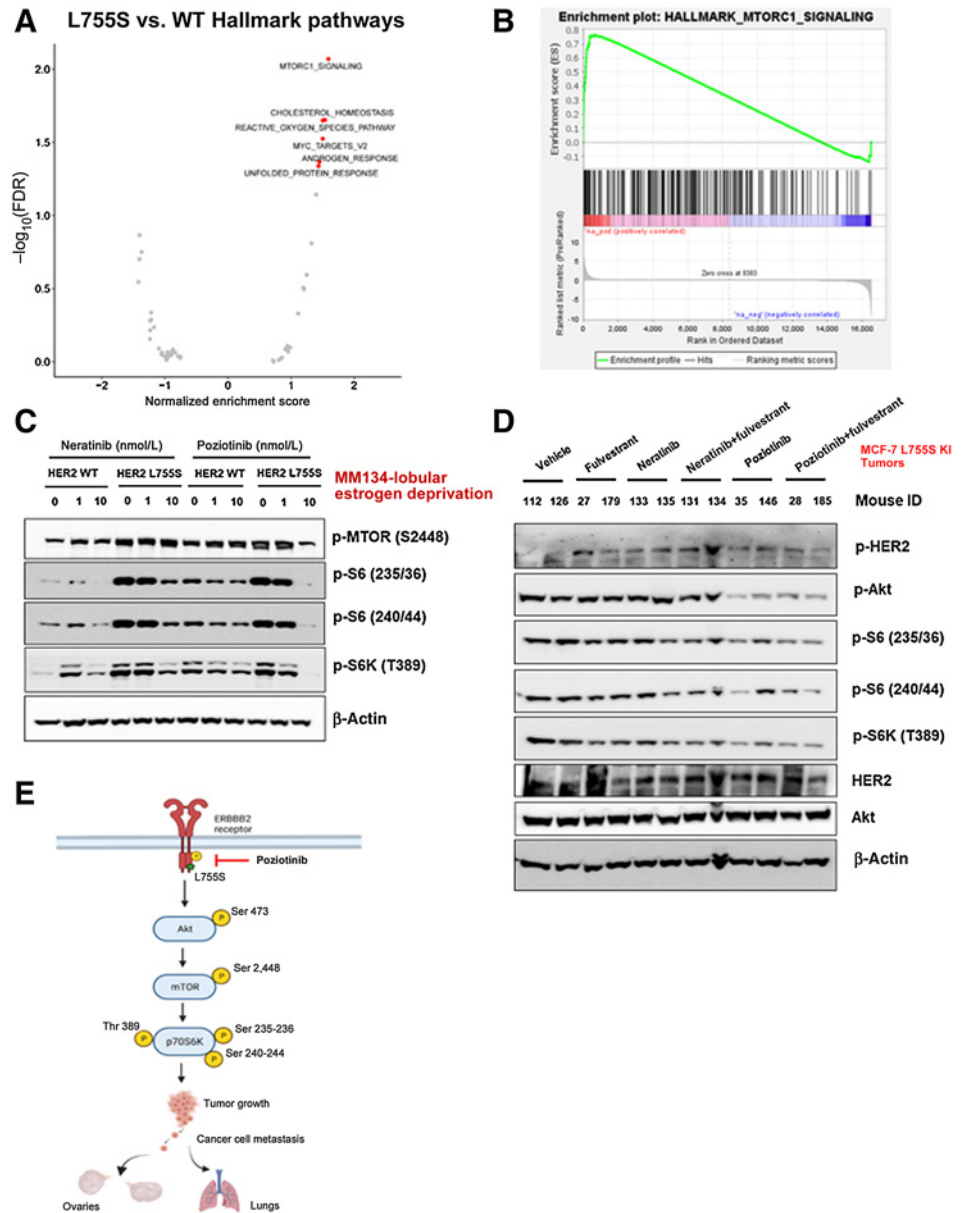 A
L755S vs. WT Hallmark pathways
2.0
1.5
1.0
0.5
0.0
−log10(FDR)
MTORC1_SIGNALING
CHOLESTEROL_HOMEOSTASIS
REACTIVE_OXYGEN_SPECIES_PATHWAY
MYC_TARGETS_V2
ANDROGEN_RESPONSE
UNFOLDED_PROTEIN_RESPONSE
−2 −1 0 1 2
Normalized enrichment score
B
Enrichment plot: HALLMARK_MTORC1_SIGNALING
Enrichment score (ES)
0.8
0.7
0.6
0.5
0.4
0.3
0.2
0.1
0.0
-0.1
'na_pos' (positively correlated)
Ranked list metric (PreRanked)
10
5
0
-5
-10
Zero cross at 8383
'na_neg' (negatively correlated)
0 2,000 4,000 6,000 8,000 10,000 12,000 14,000 16,000
Rank in Ordered Dataset
Enrichment profile Hits Ranking metric scores
C
Neratinib (nmol/L) Poziotinib (nmol/L)
HER2 WT HER2 L755S HER2 WT HER2 L755S
0 1 10 0 1 10 0 1 10 0 1 10
MM134-lobular
estrogen deprivation
p-MTOR (S2448)
p-S6 (235/36)
p-S6 (240/44)
p-S6K (T389)
β-Actin
D
Vehicle
Fulvestrant
Neratinib
Neratinib+fulvestrant
Poziotinib
Poziotinib+fulvestrant
MCF-7 L755S KI
Tumors
112 126 27 179 133 135 131 134 35 146 28 185 Mouse ID
p-HER2
p-Akt
p-S6 (235/36)
p-S6 (240/44)
p-S6K (T389)
HER2
Akt
β-Actin
E
ERBBB2
receptor
Poziotinib
L755S
Akt
P
Ser 473
mTOR
P
Ser 2,448
Thr 389
P
p70S6K
P
Ser 235-236
P
Ser 240-244
Tumor growth
Cancer cell metastasis
Ovaries
Lungs